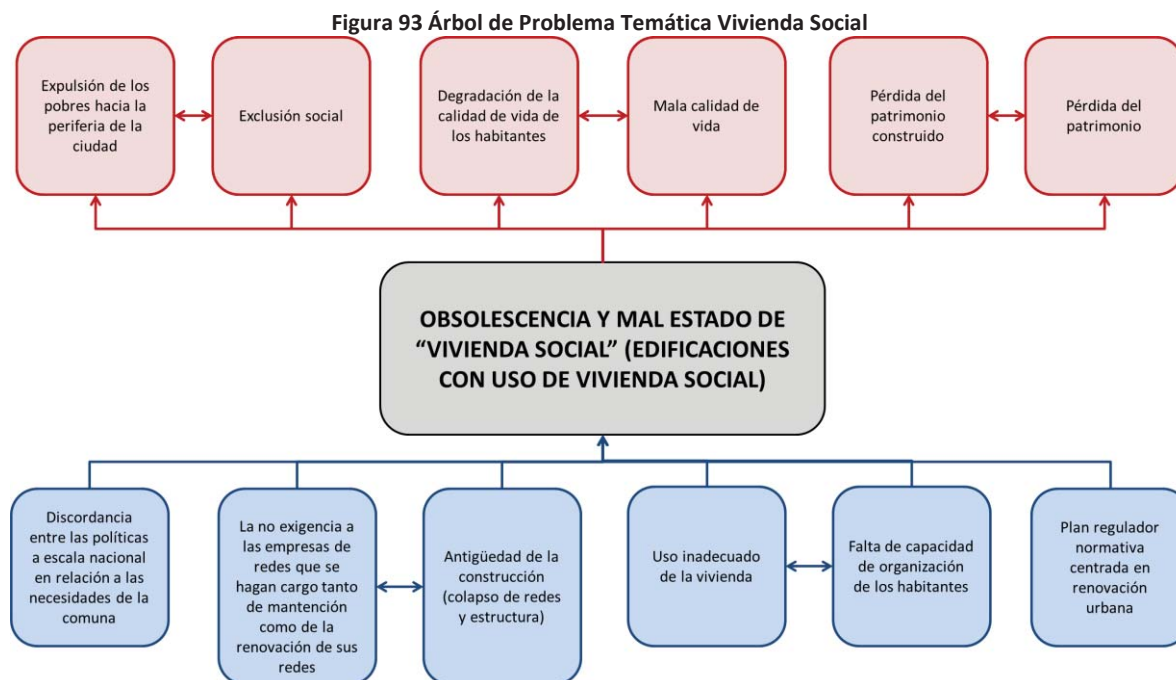 Figura 93 Árbol de Problema Temática Vivienda Social
Expulsión de los
pobres hacia la
periferia de la
ciudad
Exclusión social
Degradación de la
calidad de vida de
los habitantes
Mala calidad de
vida
Pérdida del
patrimonio
construido
Pérdida del
patrimonio
OBSOLESCENCIA Y MAL ESTADO DE
“VIVIENDA SOCIAL” (EDIFICACIONES
CON USO DE VIVIENDA SOCIAL)
Discordancia
entre las políticas
a escala nacional
en relación a las
necesidades de la
comuna
La no exigencia a
las empresas de
redes que se
hagan cargo tanto
de mantención
como de la
renovación de sus
redes
Antigüedad de la
construcción
(colapso de redes
y estructura)
Uso inadecuado
de la vivienda
Falta de capacidad
de organización
de los habitantes
Plan regulador
normativa
centrada en
renovación
urbana